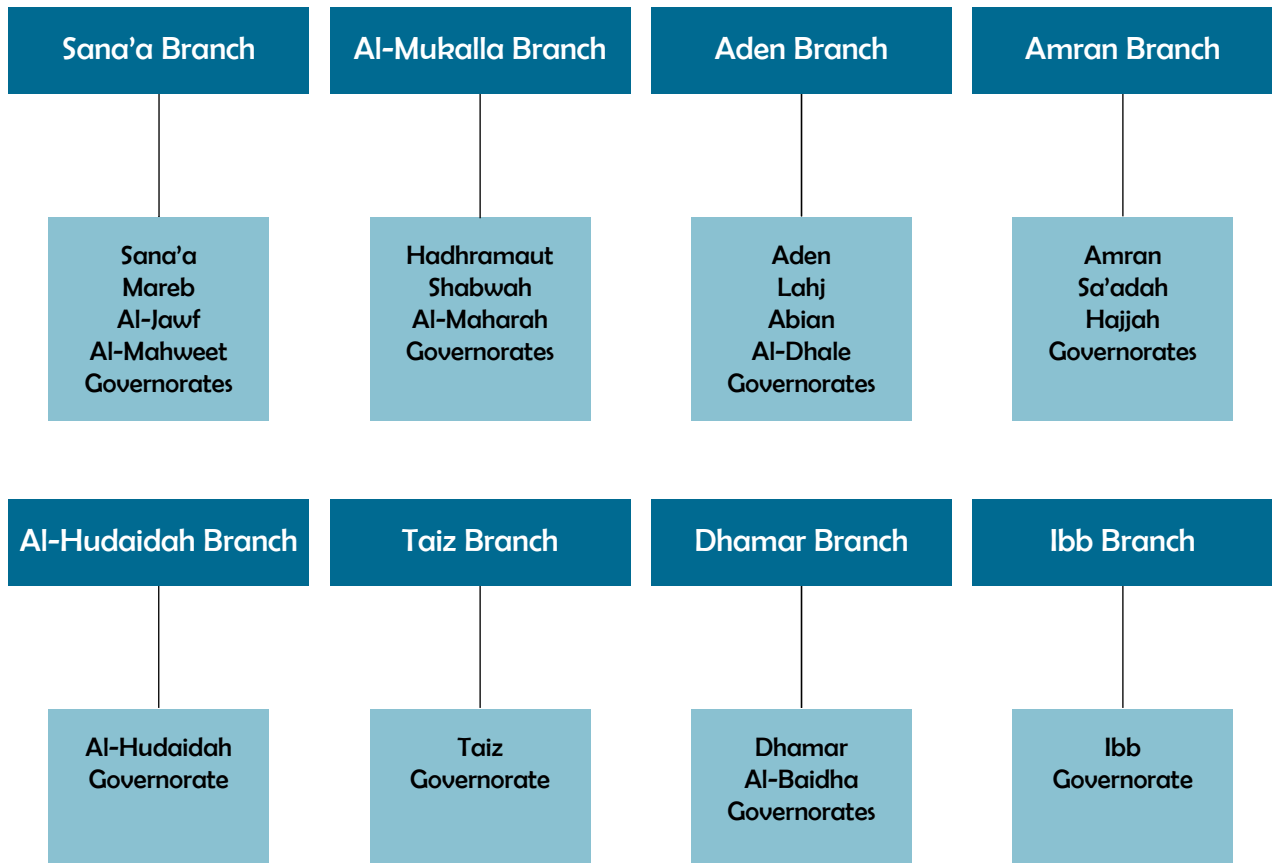 Sana’a Branch
Al-Mukalla Branch
Aden Branch
Amran Branch
Sana’a
Mareb
Al-Jawf
Al-Mahweet
Governorates
Hadhramaut
Shabwah
Al-Maharah
Governorates
Aden
Lahj
Abian
Al-Dhale
Governorates
Amran
Sa’adah
Hajjah
Governorates
Al-Hudaidah Branch
Taiz Branch
Dhamar Branch
Ibb Branch
Al-Hudaidah
Governorate
Taiz
Governorate
Dhamar
Al-Baidha
Governorates
Ibb
Governorate